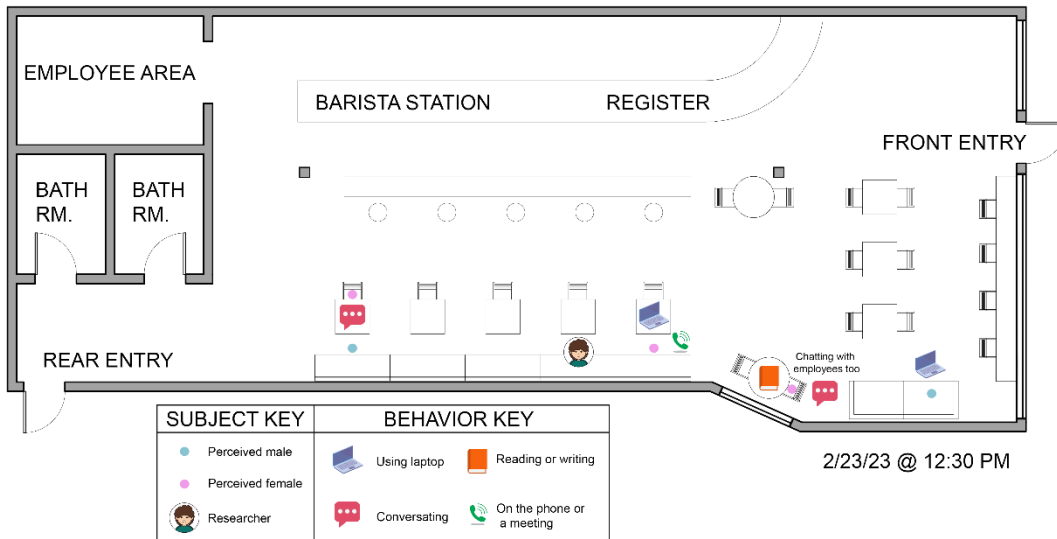 EMPLOYEE AREA
BARISTA STATION
REGISTER
FRONT ENTRY
BATH
RM.
BATH
RM.
REAR ENTRY
Chatting with
employees too
SUBJECT KEY
BEHAVIOR KEY
Perceived male
Using laptop
Reading or writing
Perceived female
Researcher
Conversating
On the phone or
a meeting
2/23/23 @ 12:30 PM